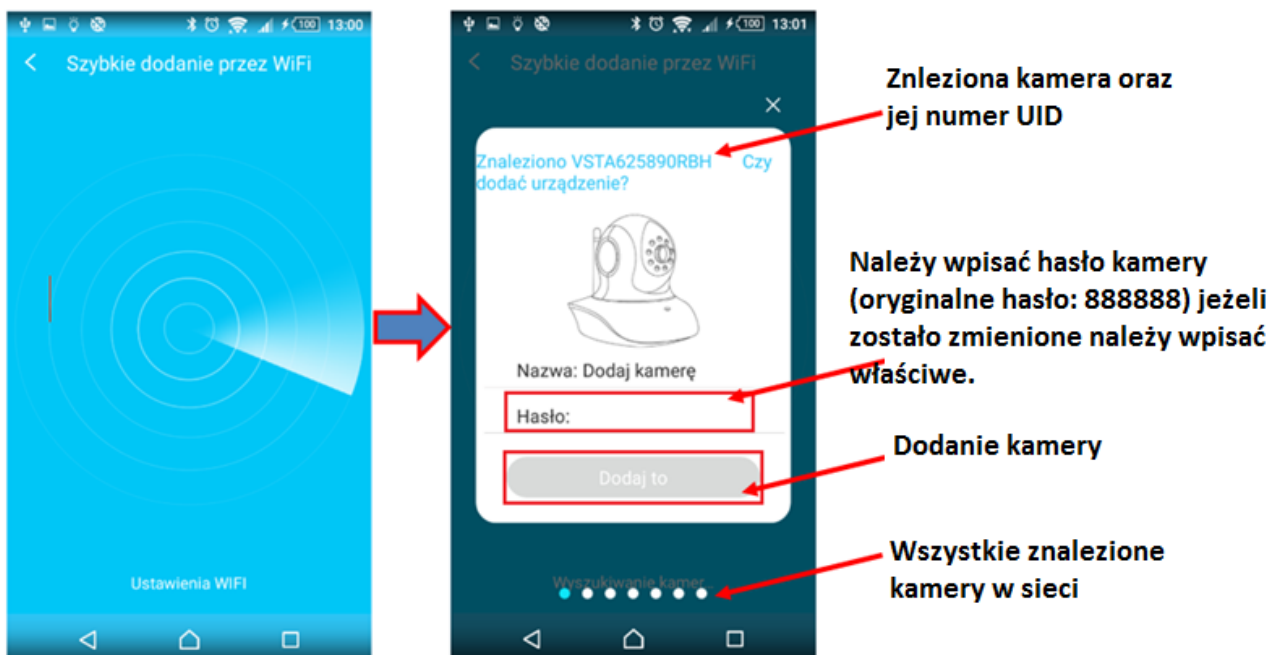 13:00
Szybkie dodanie przez WiFi
Ustawienia WIFI
13:01
Szybkie dodanie przez WiFi
Znaleziono VSTA625890RBH Czy
dodać urządzenie?
Nazwa: Dodaj kamerę
Hasło:
Dodaj to
Wyszukiwanie kamer...
Znleziona kamera oraz
jej numer UID
Należy wpisać hasło kamery
(oryginalne hasło: 888888) jeżeli
zostało zmienione należy wpisać
właściwe.
Dodanie kamery
Wszystkie znalezione
kamery w sieci